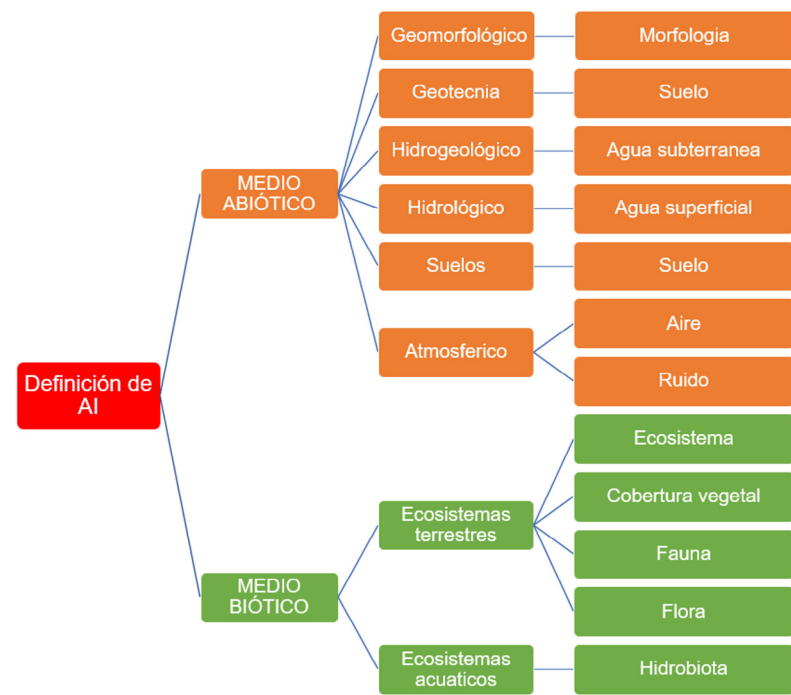 Definición de
AI
MEDIO
ABIÓTICO
Geomorfológico
Morfologia
Geotecnia
Suelo
Hidrogeológico
Agua subterranea
Hidrológico
Agua superficial
Suelos
Suelo
Atmosferico
Aire
Ruido
MEDIO
BIÓTICO
Ecosistemas
terrestres
Ecosistema
Cobertura vegetal
Fauna
Flora
Ecosistemas
acuaticos
Hidrobiota